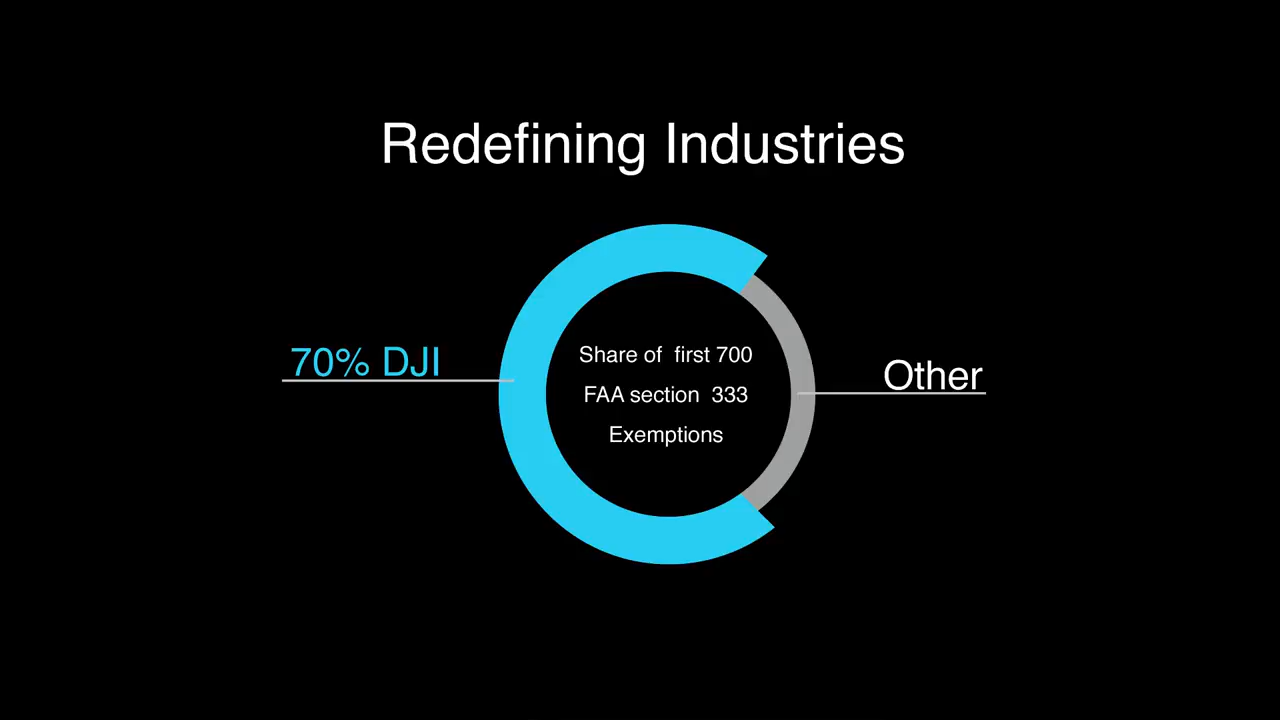 Redefining Industries
Share of first 700
70% DJI
Other
FAA section 333
Exemptions